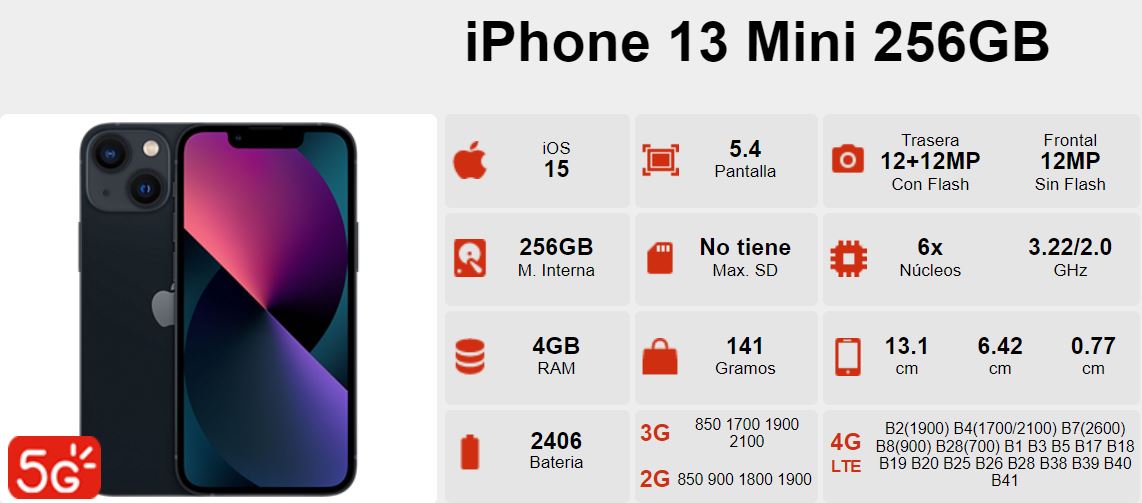 iPhone 13 Mini 256GB
iOS
15
5.4
Pantalla
Trasera
12+12MP
Con Flash
Frontal
12MP
Sin Flash
256GB
M. Interna
No tiene
Max. SD
6x
Núcleos
3.22/2.0
GHz
4GB
RAM
141
Gramos
13.1
cm
6.42
cm
0.77
cm
5G
2406
Bateria
3G
850 1700 1900
2100
2G
850 900 1800 1900
4G
LTE
B2(1900) B4(1700/2100) B7(2600)
B8(900) B28(700) B1 B3 B5 B17 B18
B19 B20 B25 B26 B28 B38 B39 B40
B41